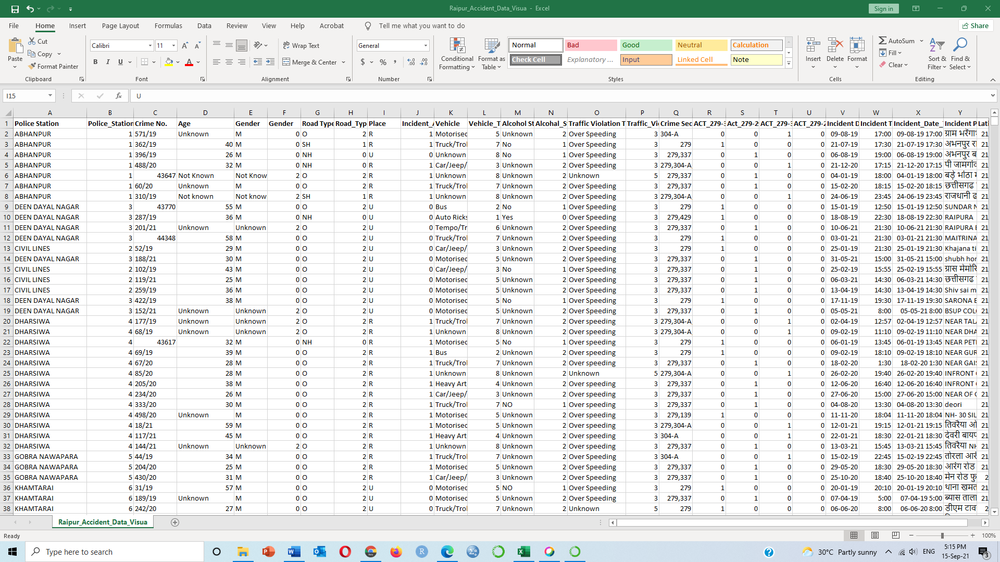 Raipur_Accident_Data_Visua - Excel
Sign in
File Home Insert Page Layout Formulas Data Review View Help Acrobat Tell me what you want to do Share
Cut
Copy
Format Painter
Paste
Clipboard
Calibri 11
B I U
Font
Wrap Text
Merge & Center
Alignment
General
$ % ,
Number
Conditional Formatting
Format as Table
Normal Bad Good Neutral Calculation
Check Cell Explanatory ... Input Linked Cell Note
Styles
Insert Delete Format
Cells
AutoSum
Fill
Clear
Sort & Filter
Find & Select
Editing
I15 fx U
A B C D E F G H I J K L M N O P Q R S T U V W X Y
1 Police Station Police_Station Crime No. Age Gender Gender Road Type Road_Typ Place Incident_ Vehicle Vehicle_T Alcohol St Alcohal_S Traffic Violation T Traffic_Vi Crime Sec ACT_279-3 Act_279-2 ACT_279-3 ACT_279-2 Incident D Incident T Incident_Date_ Incident P Lati
2 ABHANPUR 1 571/19 Unknown M 0 O 2 R 1 Motorised 5 Unknown 2 Over Speeding 3 304-A 0 0 1 0 09-08-19 17:00 09-08-19 17:00 ग्राम भरेंगा 21
3 ABHANPUR 1 362/19 40 M 0 SH 1 R 1 Truck/Trol 7 No 1 Over Speeding 3 279 1 0 0 0 21-07-19 17:30 21-07-19 17:30 अभनपुर रा 21
4 ABHANPUR 1 396/19 26 M 0 NH 0 U 0 Unknown 8 No 1 Over Speeding 3 279,337 0 1 0 0 06-08-19 19:00 06-08-19 19:00 अभनपुर ब 21
5 ABHANPUR 1 488/20 32 M 0 NH 0 R 1 Car/Jeep/ 3 Unknown 2 Over Speeding 3 279,304-A 0 0 1 0 21-12-20 17:15 21-12-20 17:15 पी जामगांव 21
6 ABHANPUR 1 43647 Not Known Not Know 2 O 2 R 1 Unknown 8 Unknown 2 Unknown 5 279,337 0 1 0 0 04-01-19 18:00 04-01-19 18:00 बड़े भांठा 21
7 ABHANPUR 1 60/20 Unknown M 0 O 2 R 1 Truck/Trol 7 Unknown 2 Over Speeding 3 279,337 0 1 0 0 15-02-20 18:15 15-02-20 18:15 छत्तीसगढ 21
8 ABHANPUR 1 310/19 Not known Not know 2 SH 1 R 1 Unknown 8 Unknown 2 Over Speeding 3 279,304-A 0 0 1 0 24-06-19 23:45 24-06-19 23:45 राजधानी ढ 21
9 DEEN DAYAL NAGAR 3 43770 55 M 0 O 2 U 0 Bus 2 No 1 Over Speeding 3 279 1 0 0 0 15-01-19 12:50 15-01-19 12:50 SUNDAR N 21
10 DEEN DAYAL NAGAR 3 287/19 36 M 0 NH 0 U 0 Auto Ricks 1 Yes 0 Over Speeding 3 279,429 1 0 0 0 18-08-19 22:30 18-08-19 22:30 RAIPURA 21
11 DEEN DAYAL NAGAR 3 201/21 Unknown Unknown 2 O 2 U 0 Tempo/Tr 6 Unknown 2 Over Speeding 3 279,337 0 1 0 0 10-06-21 21:30 10-06-21 21:30 RAIPURA 21
12 DEEN DAYAL NAGAR 3 44348 58 M 0 O 2 U 0 Truck/Trol 7 Unknown 2 Over Speeding 3 279 1 0 0 0 03-01-21 21:30 03-01-21 21:30 MAITRINA 21
13 CIVIL LINES 2 52/19 29 M 0 O 2 U 0 Car/Jeep/ 3 Unknown 2 Over Speeding 3 279 1 0 0 0 25-01-19 21:30 25-01-19 21:30 Khajana ti 21
14 DEEN DAYAL NAGAR 3 188/21 30 M 0 O 2 U 0 Motorised 5 Unknown 2 Over Speeding 3 279,337 0 1 0 0 31-05-21 15:00 31-05-21 15:00 shubh hor 21
15 CIVIL LINES 2 102/19 43 M 0 O 2 U 0 Car/Jeep/ 3 No 1 Over Speeding 3 279,337 0 1 0 0 25-02-19 15:55 25-02-19 15:55 ग्रास मेमोरि 21
16 CIVIL LINES 2 119/21 25 M 0 O 2 U 0 Motorised 5 Unknown 2 Over Speeding 3 279,337 0 1 0 0 06-03-21 14:30 06-03-21 14:30 छत्तीसगढ 21
17 CIVIL LINES 2 259/19 36 M 0 O 2 U 0 Motorised 5 Unknown 2 Over Speeding 3 279,337 0 1 0 0 13-04-19 14:30 13-04-19 14:30 Shiv sai m 21
18 DEEN DAYAL NAGAR 3 422/19 38 M 0 O 2 U 0 Motorised 5 No 1 Over Speeding 3 279 1 0 0 0 17-11-19 19:30 17-11-19 19:30 SARONA 21
19 DEEN DAYAL NAGAR 3 152/21 Unknown Unknown 2 O 2 U 0 Motorised 5 Unknown 2 Over Speeding 3 279,337 0 1 0 0 05-05-21 8:00 05-05-21 8:00 BSUP COL 21
20 DHARSIWA 4 177/19 Unknown Unknown 2 O 2 R 1 Truck/Trol 7 Unknown 2 Over speeding 3 279,304-A 0 0 1 0 02-04-19 12:57 02-04-19 12:57 NEAR TAL 21
21 DHARSIWA 4 68/19 Unknown Unknown 2 O 2 R 1 Unknown 8 Unknown 2 Over speeding 3 279,304-A 0 0 1 0 09-02-19 11:10 09-02-19 11:10 NEAR DHA 21
22 DHARSIWA 4 43617 32 M 0 NH 0 R 1 Motorised 5 No 1 Over speeding 3 279 1 0 0 0 06-01-19 13:45 06-01-19 13:45 NEAR PET 21
23 DHARSIWA 4 69/19 39 M 0 O 2 R 1 Bus 2 Unknown 2 Over speeding 3 279 1 0 0 0 09-02-19 18:10 09-02-19 18:10 NEAR GUR 21
24 DHARSIWA 4 67/20 28 M 0 O 2 R 1 Truck/Trol 7 Unknown 2 Over speeding 3 279,337 0 1 0 0 18-02-20 1:30 18-02-20 1:30 NEAR GAI 21
25 DHARSIWA 4 85/20 28 M 0 O 2 R 1 Unknown 8 Unknown 2 Unknown 5 279,304-A 0 0 1 0 26-02-20 19:40 26-02-20 19:40 INFRONT 21
26 DHARSIWA 4 205/20 38 M 0 O 2 R 1 Heavy Art 4 Unknown 2 Over speeding 3 279,337 0 1 0 0 12-06-20 16:40 12-06-20 16:40 INFRONT 21
27 DHARSIWA 4 234/20 26 M 0 O 2 R 1 Car/Jeep/ 3 Unknown 2 Over speeding 3 279,337 0 1 0 0 27-06-20 15:00 27-06-20 15:00 NEAR OF 21
28 DHARSIWA 4 333/20 30 M 0 O 2 R 1 Truck/Trol 7 NO 1 Over speeding 3 279,337 0 1 0 0 04-08-20 13:30 04-08-20 13:30 deori 21
29 DHARSIWA 4 498/20 Unknown M 0 O 2 R 1 Motorised 5 Unknown 2 Over speeding 3 279,139 1 0 0 0 11-11-20 18:04 11-11-20 18:04 NH- 30 SIL 21
30 DHARSIWA 4 18/21 59 M 0 O 2 R 1 Motorised 5 Unknown 2 Over speeding 3 279,304-A 0 0 1 0 12-01-21 19:15 12-01-21 19:15 तिवरैया ओ 21
31 DHARSIWA 4 117/21 45 M 0 O 2 R 1 Heavy Art 4 Unknown 2 Over speeding 3 304-A 0 0 1 0 22-01-21 18:30 22-01-21 18:30 देवरी बायप 21
32 DHARSIWA 4 144/21 Unknown Unknown 2 O 2 R 1 Unknown 8 Unknown 2 Over speeding 3 279,337 0 1 0 0 13-03-21 15:45 13-03-21 15:45 तिवरैया NH 21
33 GOBRA NAWAPARA 5 44/19 34 M 0 O 2 R 1 Truck/Trol 7 Unknown 2 Over Speeding 3 304-A 0 0 1 0 15-02-19 22:45 15-02-19 22:45 तोरला आरं 21
34 GOBRA NAWAPARA 5 204/20 25 M 0 O 2 R 1 Motorised 5 Unknown 2 Over Speeding 3 279,337 0 1 0 0 29-05-20 18:30 29-05-20 18:30 आरंग रोड 21
35 GOBRA NAWAPARA 5 430/20 31 M 0 O 2 R 1 Car/Jeep/ 3 Unknown 2 Over Speeding 3 279,337 0 1 0 0 25-10-20 18:40 25-10-20 18:40 मेन रोड फु 2
36 KHAMTARAI 6 31/19 57 M 0 O 2 U 0 Motorised 5 NO 1 Over Speeding 3 279 1 0 0 0 20-01-19 20:10 20-01-19 20:10 थाना खमत 21
37 KHAMTARAI 6 189/19 Unknown M 0 O 2 U 0 Motorised 5 Unknown 2 Over Speeding 3 279,337 0 1 0 0 07-04-19 5:00 07-04-19 5:00 ब्यास ताला 21
38 KHAMTARAI 6 242/20 27 M 0 O 2 U 0 Truck/Trol 7 Unknown 2 Unknown 5 279 1 0 0 0 06-06-20 8:00 06-06-20 8:00 डीएम टाव 2
Raipur_Accident_Data_Visua
Ready 100%
Type here to search
30°C Partly sunny ENG 5:15 PM
15-Sep-21 3